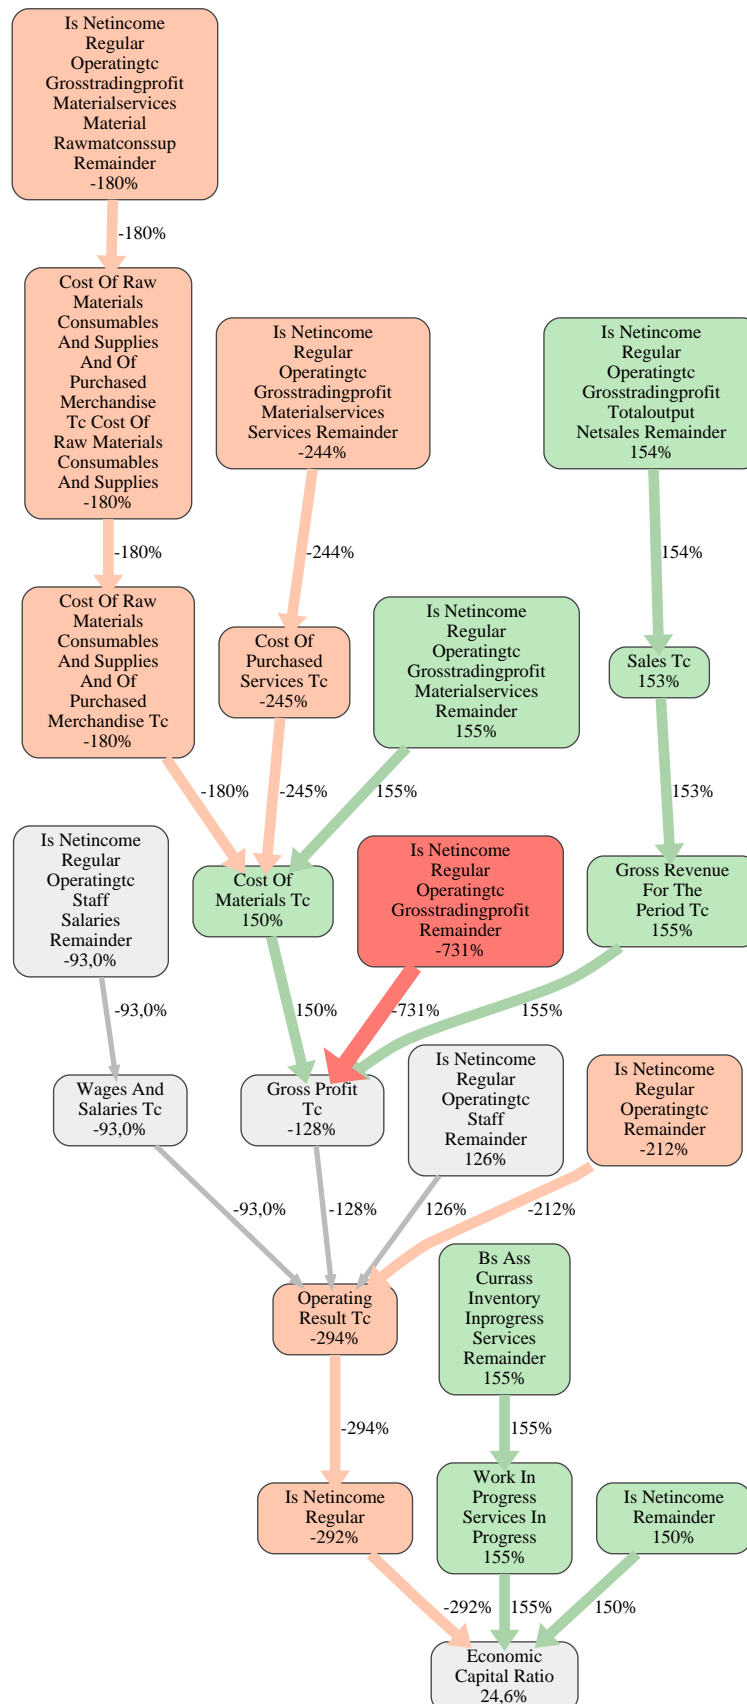 Is Netincome
Regular
Operatingtc
Grosstradingprofit
Materialservices
Material
Rawmatconssup
Remainder
-180%
-180%
Cost Of Raw
Materials
Consumables
And Supplies
And Of
Purchased
Merchandise
Tc Cost Of
Raw Materials
Consumables
And Supplies
-180%
Is Netincome
Regular
Operatingtc
Grosstradingprofit
Materialservices
Services Remainder
-244%
Is Netincome
Regular
Operatingtc
Grosstradingprofit
Totaloutput
Netsales Remainder
154%
-180%
-244%
154%
Cost Of Raw
Materials
Consumables
And Supplies
And Of
Purchased
Merchandise Tc
-180%
Cost Of
Purchased
Services Tc
-245%
Is Netincome
Regular
Operatingtc
Grosstradingprofit
Materialservices
Remainder
155%
Sales Tc
153%
-180%
-245%
155%
153%
Is Netincome
Regular
Operatingtc
Staff
Salaries
Remainder
-93,0%
Cost Of
Materials Tc
150%
Is Netincome
Regular
Operatingtc
Grosstradingprofit
Remainder
-731%
Gross Revenue
For The
Period Tc
155%
-93,0%
150%
-731%
155%
Wages And
Salaries Tc
-93,0%
Gross Profit
Tc
-128%
Is Netincome
Regular
Operatingtc
Staff
Remainder
126%
Is Netincome
Regular
Operatingtc
Remainder
-212%
-93,0%
-128%
126%
-212%
Operating
Result Tc
-294%
Bs Ass
Currass
Inventory
Inprogress
Services
Remainder
155%
-294%
155%
Is Netincome
Regular
-292%
Work In
Progress
Services In
Progress
155%
Is Netincome
Remainder
150%
-292%
155%
150%
Economic
Capital Ratio
24,6%